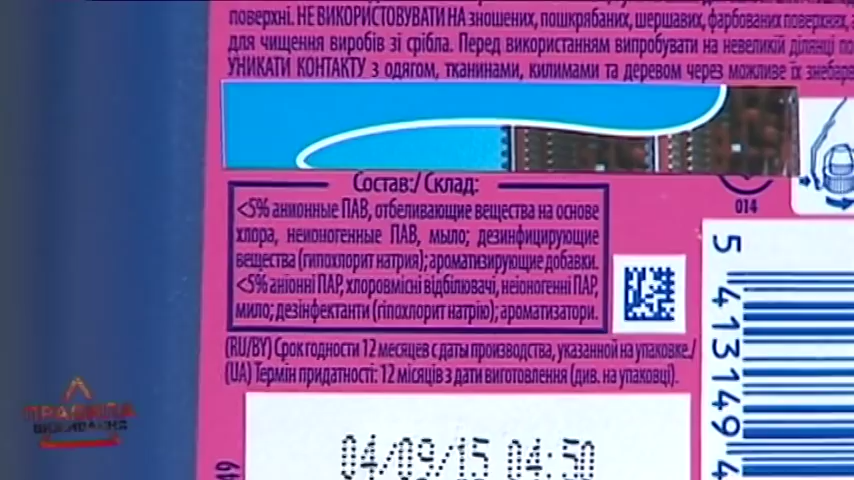 поверхні. НЕ ВИКОРИСТОВУВАТИ НА зношених, пошкрябаних, шершавих, фарбованих поверхнях,
для чищення виробів зі срібла. Перед використанням випробувати на невеликій ділянці
УНИКАТИ КОНТАКТУ з одягом, тканинами, килимами та деревом через можливе їх
Состав:/ Склад:
<5% анионные ПАВ, отбеливающие вещества на основе
хлора, неионогенные ПАВ, мыло; дезинфицирующие
вещества (гипохлорит натрия); ароматизирующие добавки.
<5% аніонні ПАР, хлоровмісні відбілювачі, неіоногенні ПАР,
мило; дезінфектанти (гіпохлорит натрію); ароматизатори.
014
(RU/BY) Срок годности 12 месяцев с даты производства, указанной на упаковке./
(UA) Термін придатності: 12 місяців з дати виготовлення (див. на упаковці).
04/09/15 04:50
5 413149 4
49
ПРАВИЛА
ВИЖИВАННЯ